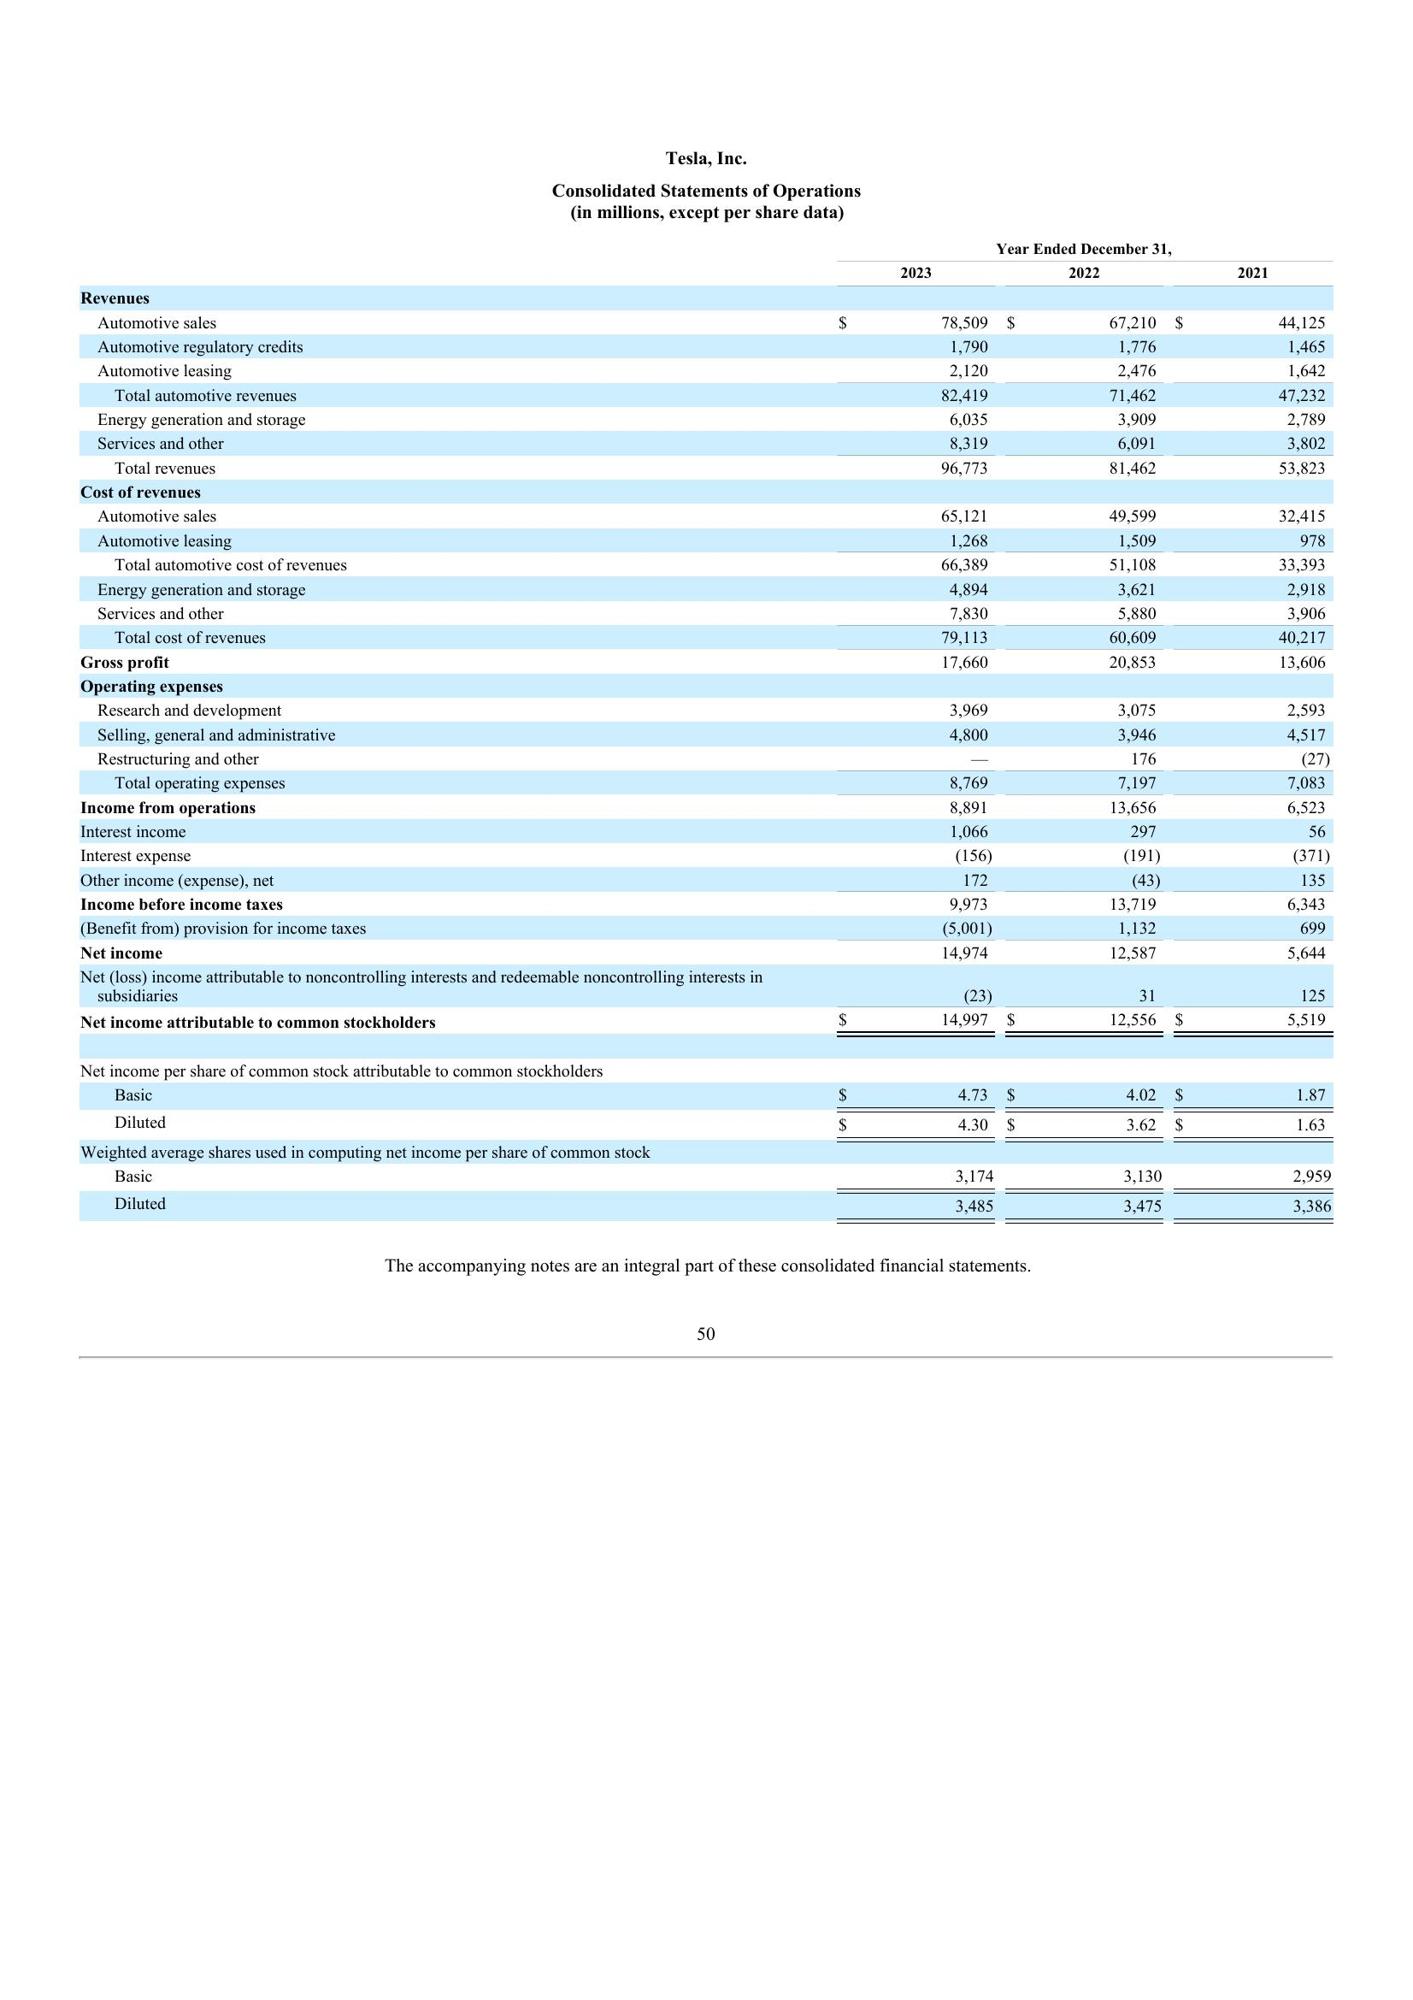 Tesla, Inc.
Consolidated Statements of Operations
(in millions, except per share data)
Year Ended December 31,
2023 2022 2021
Revenues
Automotive sales $ 78,509 $ 67,210 $ 44,125
Automotive regulatory credits 1,790 1,776 1,465
Automotive leasing 2,120 2,476 1,642
Total automotive revenues 82,419 71,462 47,232
Energy generation and storage 6,035 3,909 2,789
Services and other 8,319 6,091 3,802
Total revenues 96,773 81,462 53,823
Cost of revenues
Automotive sales 65,121 49,599 32,415
Automotive leasing 1,268 1,509 978
Total automotive cost of revenues 66,389 51,108 33,393
Energy generation and storage 4,894 3,621 2,918
Services and other 7,830 5,880 3,906
Total cost of revenues 79,113 60,609 40,217
Gross profit 17,660 20,853 13,606
Operating expenses
Research and development 3,969 3,075 2,593
Selling, general and administrative 4,800 3,946 4,517
Restructuring and other — 176 (27)
Total operating expenses 8,769 7,197 7,083
Income from operations 8,891 13,656 6,523
Interest income 1,066 297 56
Interest expense (156) (191) (371)
Other income (expense), net 172 (43) 135
Income before income taxes 9,973 13,719 6,343
(Benefit from) provision for income taxes (5,001) 1,132 699
Net income 14,974 12,587 5,644
Net (loss) income attributable to noncontrolling interests and redeemable noncontrolling interests in
subsidiaries (23) 31 125
Net income attributable to common stockholders $ 14,997 $ 12,556 $ 5,519
Net income per share of common stock attributable to common stockholders
Basic $ 4.73 $ 4.02 $ 1.87
Diluted $ 4.30 $ 3.62 $ 1.63
Weighted average shares used in computing net income per share of common stock
Basic 3,174 3,130 2,959
Diluted 3,485 3,475 3,386
The accompanying notes are an integral part of these consolidated financial statements.
50